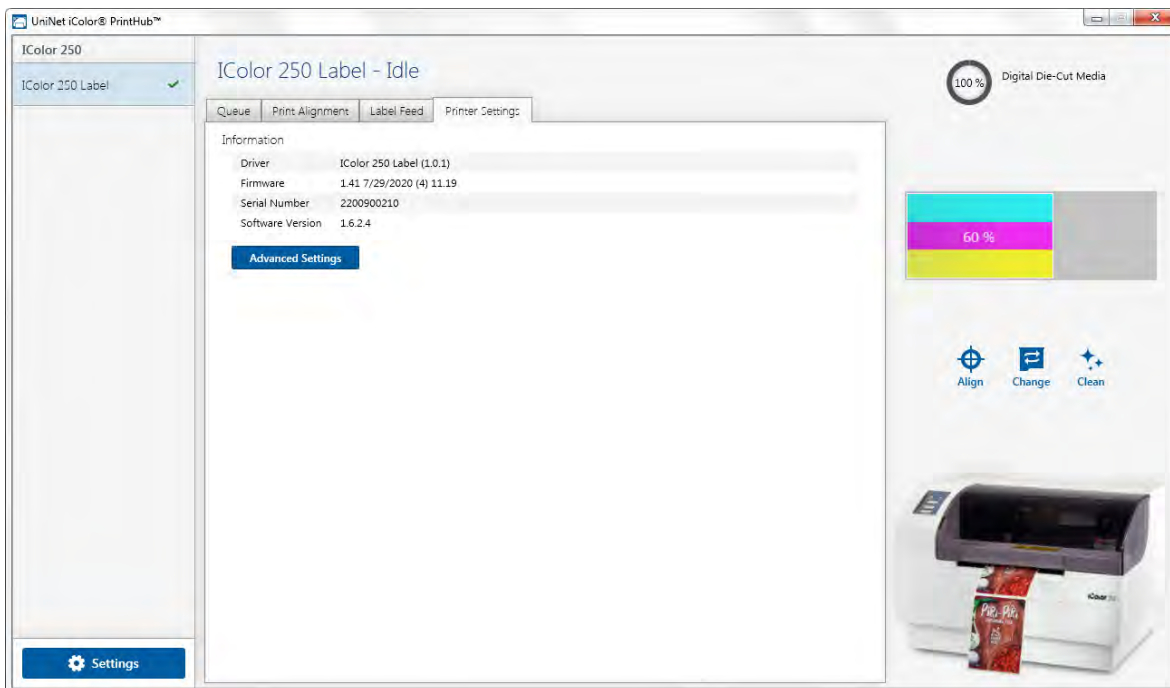 UniNet iColor® PrintHub™
IColor 250
IColor 250 Label
IColor 250 Label - Idle
Queue Print Alignment Label Feed Printer Settings
Information
Driver IColor 250 Label (1.0.1)
Firmware 1.41 7/29/2020 (4) 11.19
Serial Number 2200900210
Software Version 1.6.2.4
Advanced Settings
Settings
100 % Digital Die-Cut Media
60 %
Align Change Clean
Piri-Piri